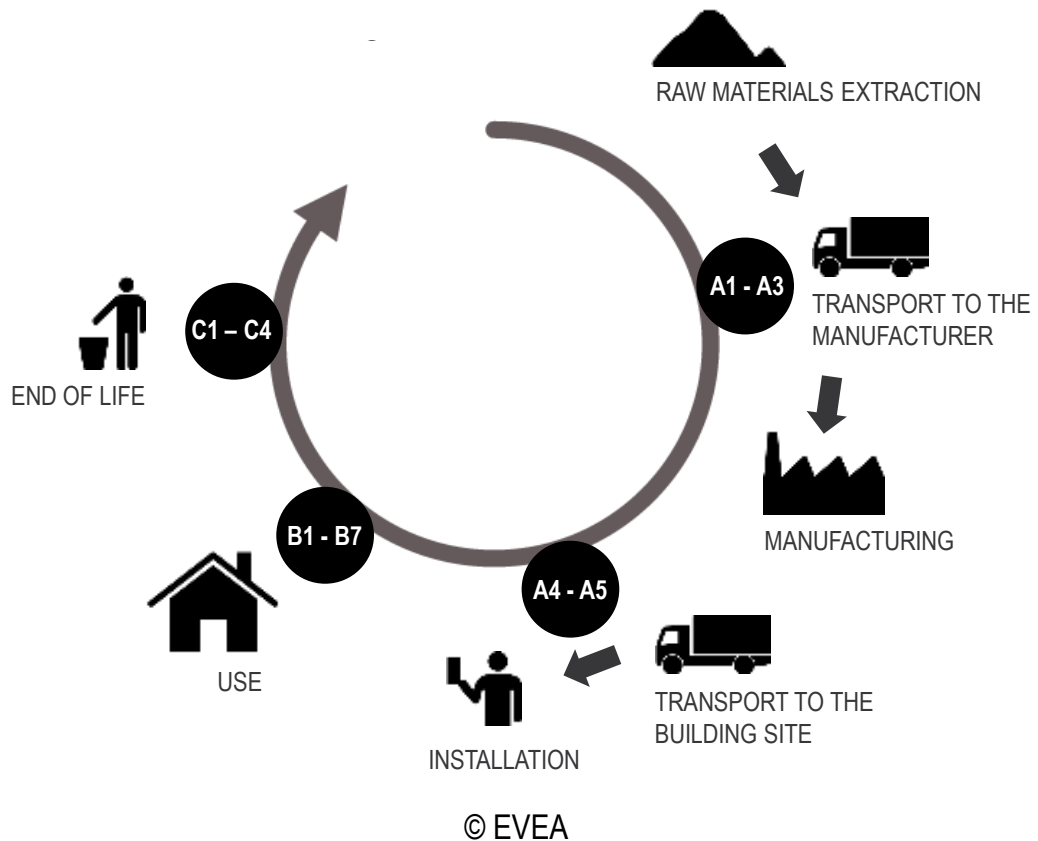 RAW MATERIALS EXTRACTION
A1 - A3
TRANSPORT TO THE
MANUFACTURER
MANUFACTURING
A4 - A5
TRANSPORT TO THE
BUILDING SITE
INSTALLATION
B1 - B7
USE
C1 – C4
END OF LIFE
© EVEA